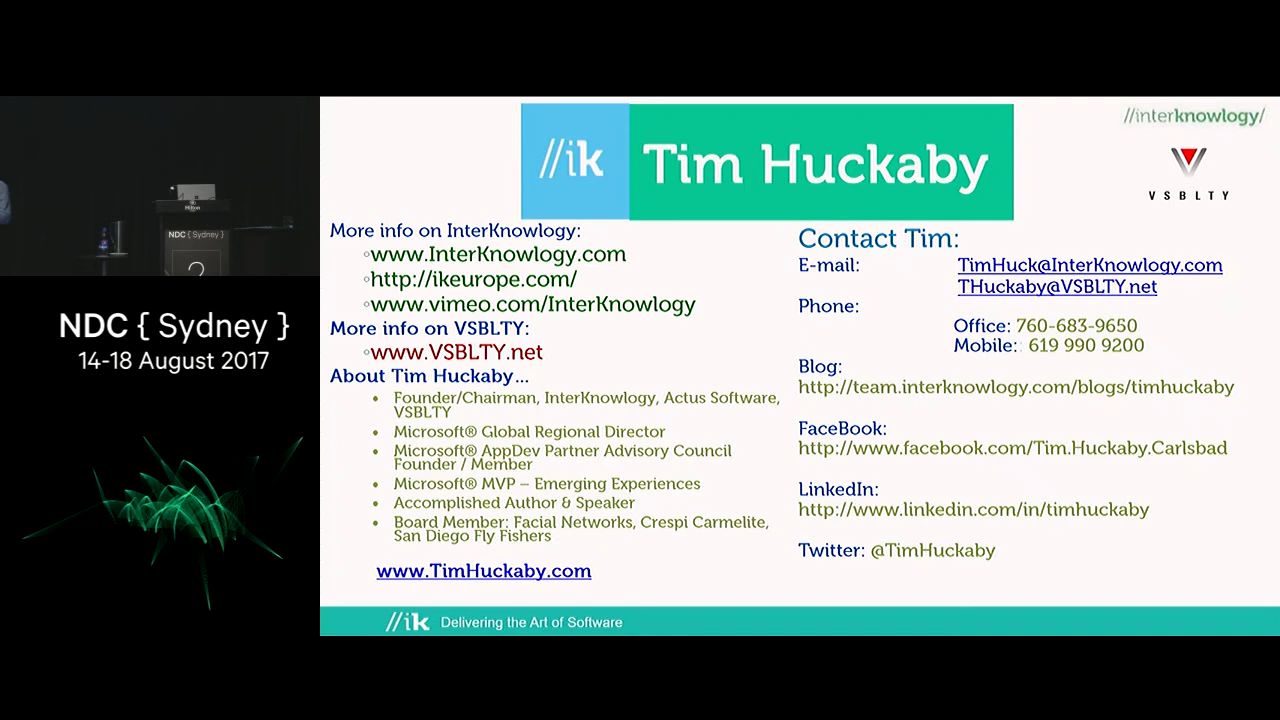 //ik Tim Huckaby
//interknowlogy/
VSBLTY
More info on InterKnowlogy:
www.InterKnowlogy.com
http://ikeurope.com/
www.vimeo.com/InterKnowlogy
More info on VSBLTY:
www.VSBLTY.net
About Tim Huckaby...
• Founder/Chairman, InterKnowlogy, Actus Software,
VSBLTY
• Microsoft® Global Regional Director
• Microsoft® AppDev Partner Advisory Council
Founder / Member
• Microsoft® MVP – Emerging Experiences
• Accomplished Author & Speaker
• Board Member: Facial Networks, Crespi Carmelite,
San Diego Fly Fishers
www.TimHuckaby.com
Contact Tim:
E-mail: TimHuck@InterKnowlogy.com
THuckaby@VSBLTY.net
Phone:
Office: 760-683-9650
Mobile: 619 990 9200
Blog:
http://team.interknowlogy.com/blogs/timhuckaby
FaceBook:
http://www.facebook.com/Tim.Huckaby.Carlsbad
LinkedIn:
http://www.linkedin.com/in/timhuckaby
Twitter: @TimHuckaby
//ik Delivering the Art of Software
Hilton
NDC { Sydney }
2
NDC { Sydney }
14-18 August 2017